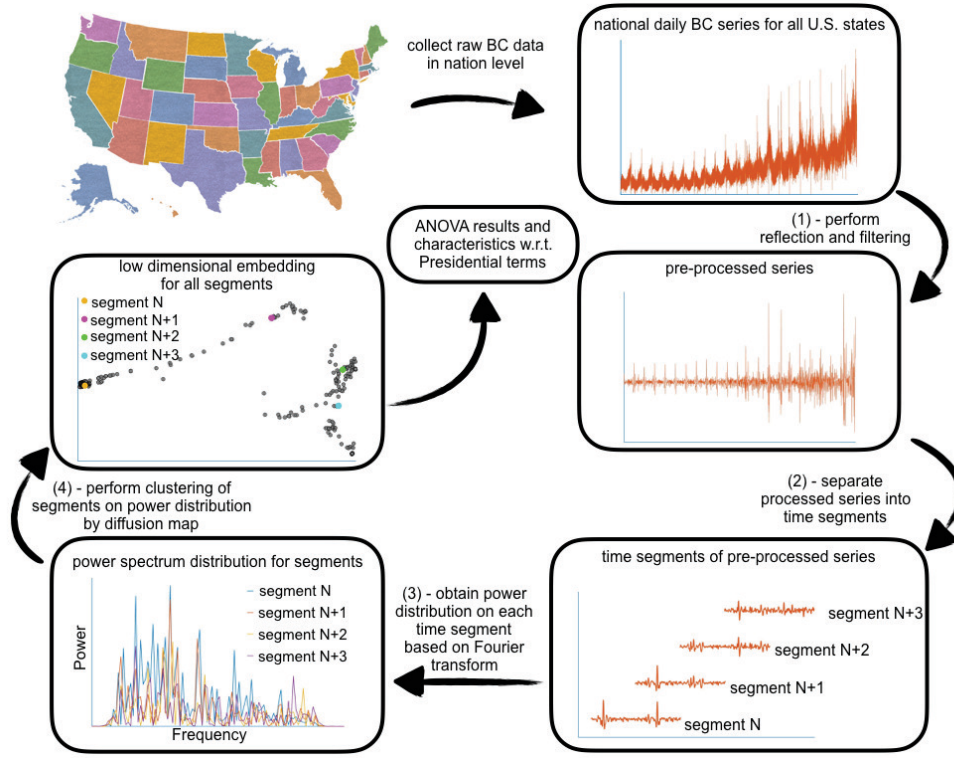 collect raw BC data
in nation level
national daily BC series for all U.S. states
(1) - perform
reflection and filtering
pre-processed series
(2) - separate
processed series into
time segments
time segments of pre-processed series
segment N+3
segment N+2
segment N+1
segment N
(3) - obtain power
distribution on each
time segment
based on Fourier
transform
power spectrum distribution for segments
segment N
segment N+1
segment N+2
segment N+3
Power
Frequency
(4) - perform clustering of
segments on power distribution
by diffusion map
low dimensional embedding
for all segments
segment N
segment N+1
segment N+2
segment N+3
ANOVA results and
characteristics w.r.t.
Presidential terms